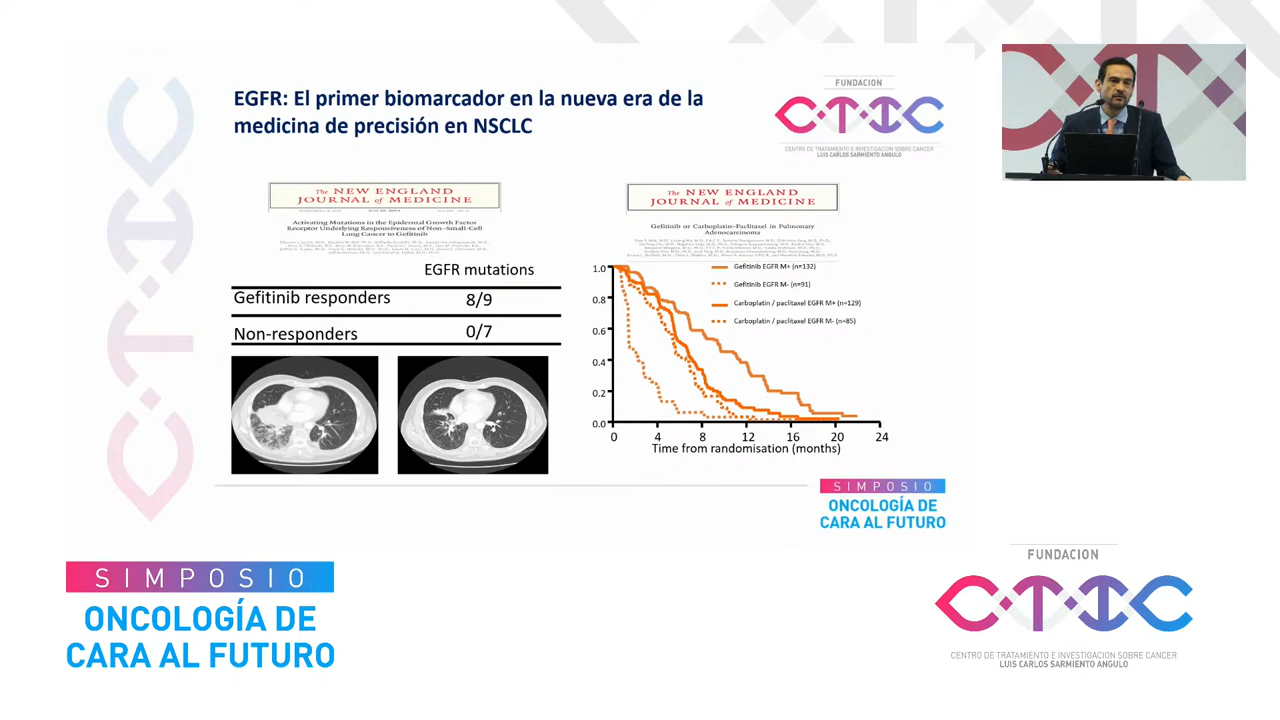 EGFR: El primer biomarcador en la nueva era de la
medicina de precisión en NSCLC
FUNDACION
CTIC
CENTRO DE TRATAMIENTO E INVESTIGACION SOBRE CANCER
LUIS CARLOS SARMIENTO ANGULO
CTIC
The NEW ENGLAND
JOURNAL of MEDICINE
Activating Mutations in the Epidermal Growth Factor
Receptor Underlying Responsiveness of Non–Small-Cell
Lung Cancer to Gefitinib
EGFR mutations
Gefitinib responders 8/9
Non-responders 0/7
The NEW ENGLAND
JOURNAL of MEDICINE
Gefitinib or Carboplatin–Paclitaxel in Pulmonary
Adenocarcinoma
Gefitinib EGFR M+ (n=132)
Gefitinib EGFR M- (n=91)
Carboplatin / paclitaxel EGFR M+ (n=129)
Carboplatin / paclitaxel EGFR M- (n=85)
1.0
0.8
0.6
0.4
0.2
0.0
0 4 8 12 16 20 24
Time from randomisation (months)
SIMPOSIO
ONCOLOGÍA DE
CARA AL FUTURO
SIMPOSIO
ONCOLOGÍA DE
CARA AL FUTURO
FUNDACION
CTIC
CENTRO DE TRATAMIENTO E INVESTIGACION SOBRE CANCER
LUIS CARLOS SARMIENTO ANGULO